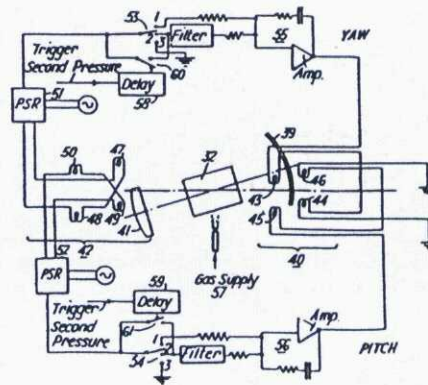 53
1
2
3
Filter
55
YAW
Amp.
Trigger
Second Pressure
60
Delay
58
51
PSR
50
47
32
39
48
49
41
43
46
44
45
52
42
40
PSR
59
Delay
Gas Supply
57
Trigger
Second
Pressure
61
1
2
3
54
Filter
56
Amp.
PITCH